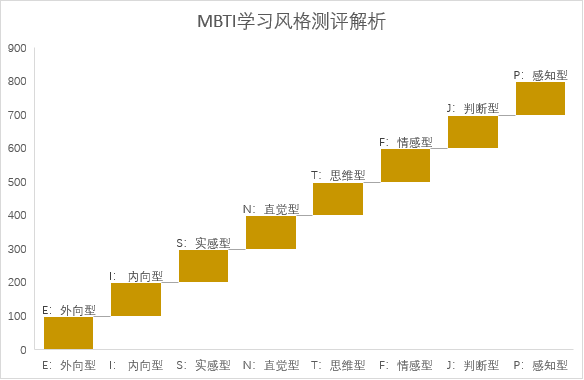 MBTI学习风格测评解析
900
800
700
600
500
400
300
200
100
0
P：感知型
J：判断型
F：情感型
T：思维型
N：直觉型
S：实感型
I： 内向型
E：外向型
E：外向型 I： 内向型 S：实感型 N：直觉型 T：思维型 F：情感型 J：判断型 P：感知型